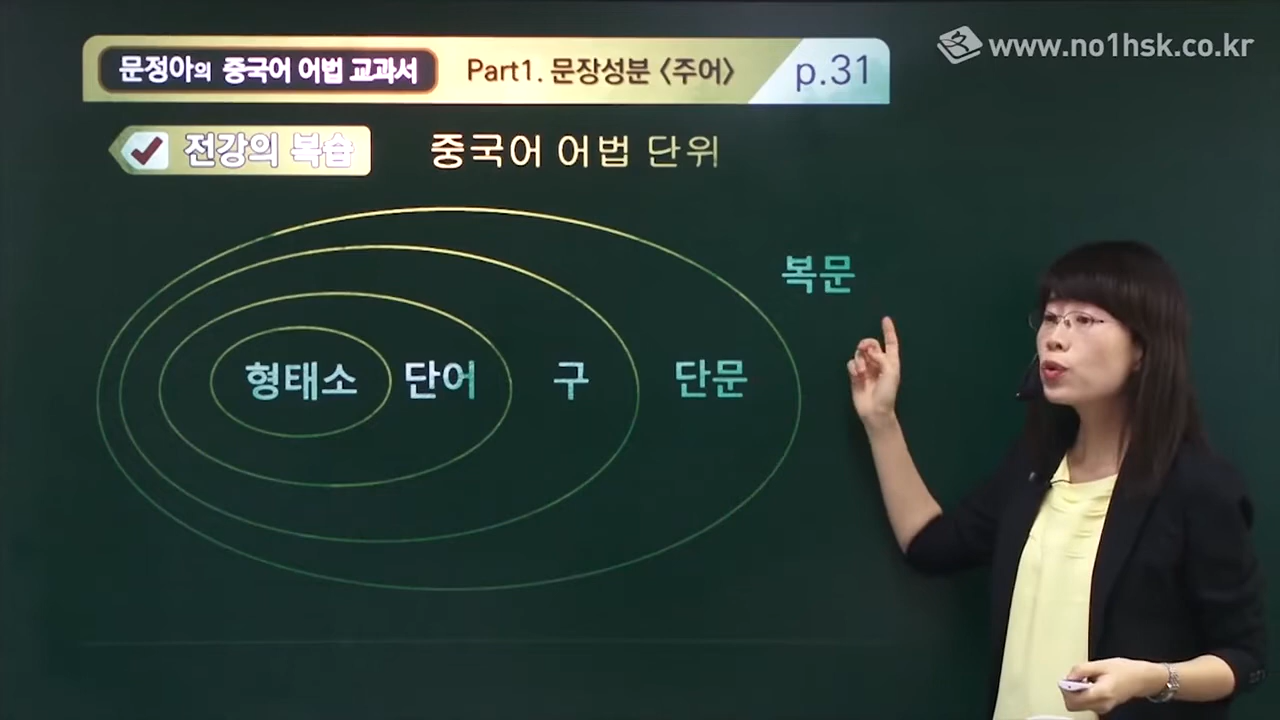 www.no1hsk.co.kr
문정아의 중국어 어법 교과서 Part1. 문장성분 〈주어〉 p.31
전강의 복습 중국어 어법 단위
복문
형태소 단어 구 단문